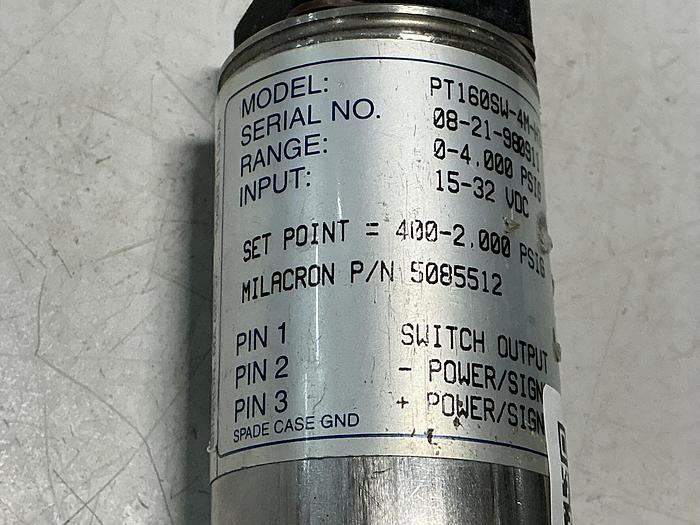 MODEL: PT160SW-4M-
SERIAL NO. 08-21-980911
RANGE: 0-4,000 PSIG
INPUT: 15-32 VDC
SET POINT = 400-2,000 PSIG
MILACRON P/N 5085512
PIN 1 SWITCH OUTPUT
PIN 2 - POWER/SIGN
PIN 3 + POWER/SIGN
SPADE CASE GND